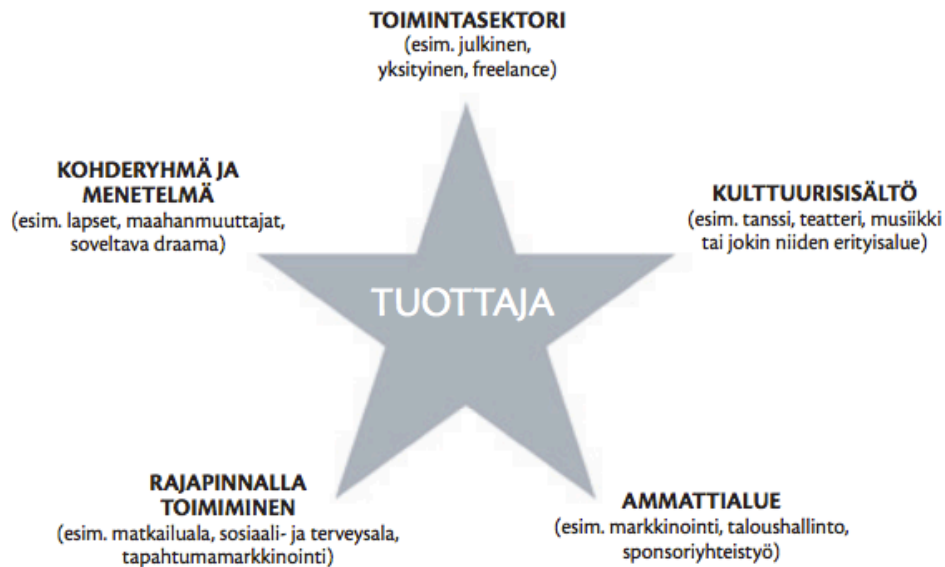 TOIMINTASEKTORI
(esim. julkinen,
yksityinen, freelance)
KOHDERYHMÄ JA
MENETELMÄ
(esim. lapset, maahanmuuttajat,
soveltava draama)
KULTTUURISISÄLTÖ
(esim. tanssi, teatteri, musiikki
tai jokin niiden erityisalue)
TUOTTAJA
RAJAPINNALLA
TOIMIMINEN
(esim. matkailuala, sosiaali- ja terveysala,
tapahtumamarkkinointi)
AMMATTIALUE
(esim. markkinointi, taloushallinto,
sponsoriyhteistyö)